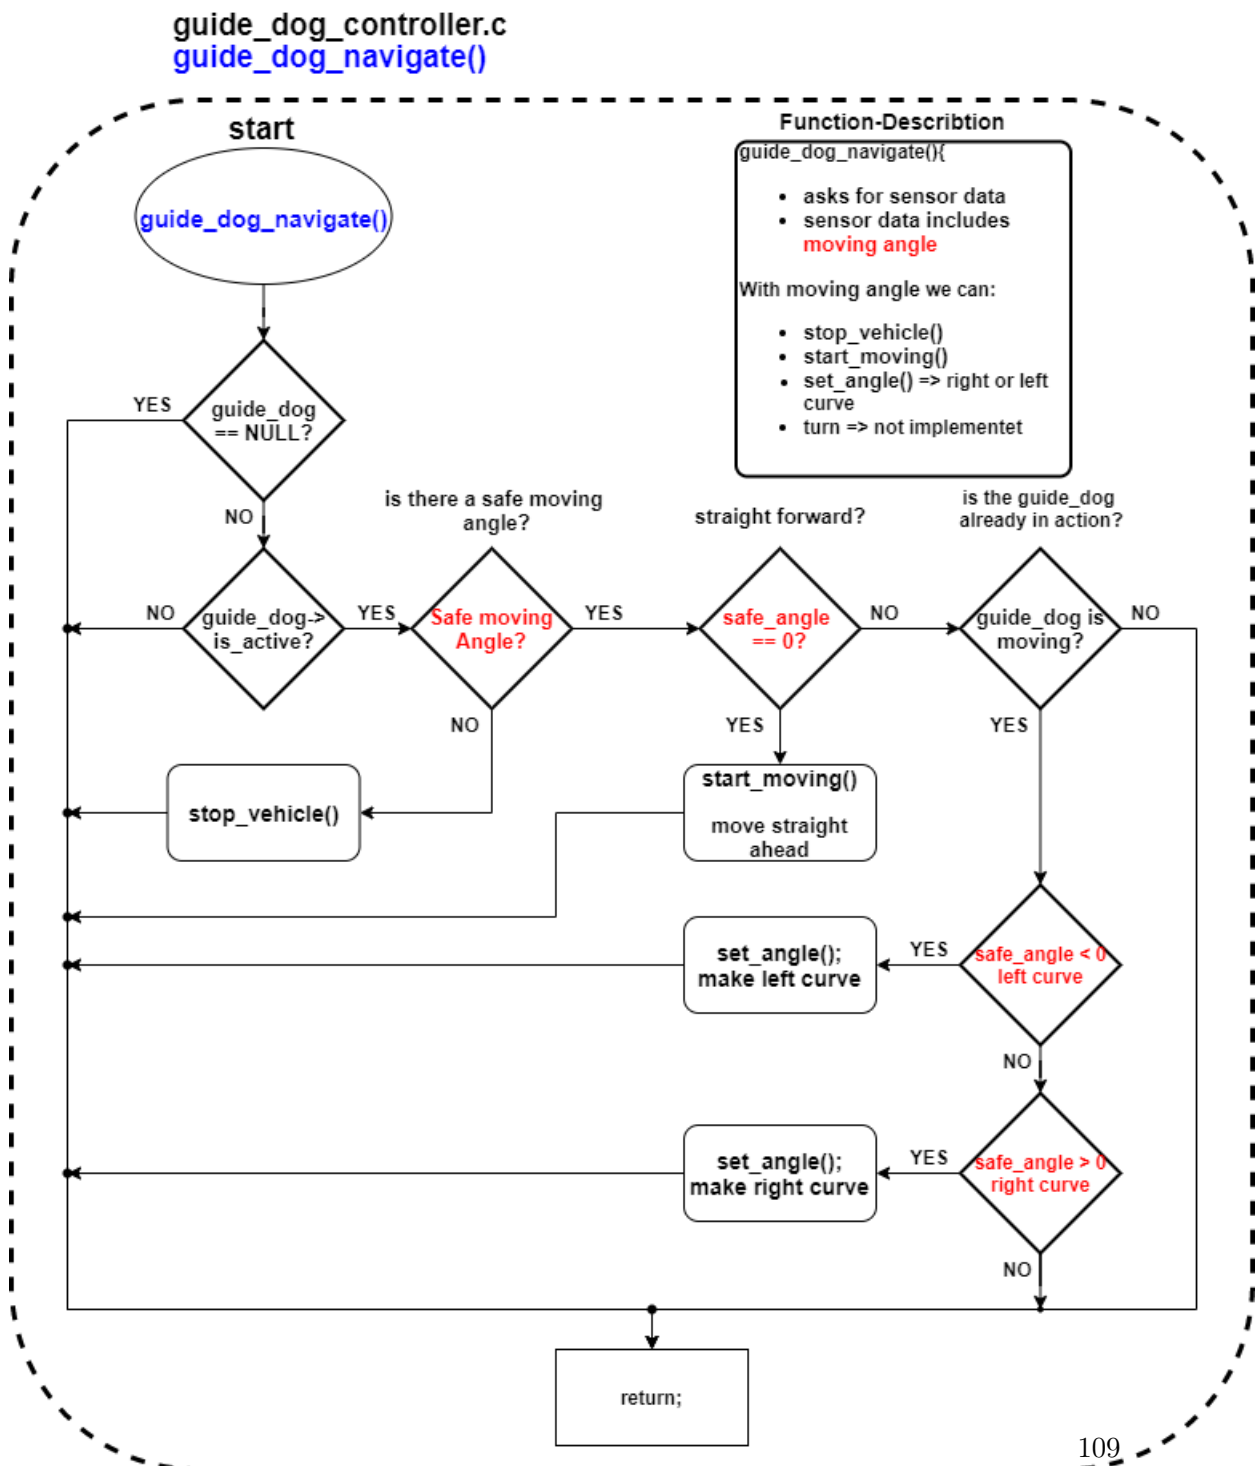 guide_dog_controller.c
guide_dog_navigate()
start
guide_dog_navigate()
Function-Describtion
guide_dog_navigate(){
• asks for sensor data
• sensor data includes
moving angle
With moving angle we can:
• stop_vehicle()
• start_moving()
• set_angle() => right or left
curve
• turn => not implementet
YES
guide_dog
== NULL?
NO
is there a safe moving
angle?
straight forward?
is the guide_dog
already in action?
NO
guide_dog->
is_active?
YES
Safe moving
Angle?
YES
safe_angle
== 0?
NO
guide_dog is
moving?
NO
NO
YES
YES
stop_vehicle()
start_moving()
move straight
ahead
set_angle();
make left curve
YES
safe_angle < 0
left curve
NO
set_angle();
make right curve
YES
safe_angle > 0
right curve
NO
return;
109